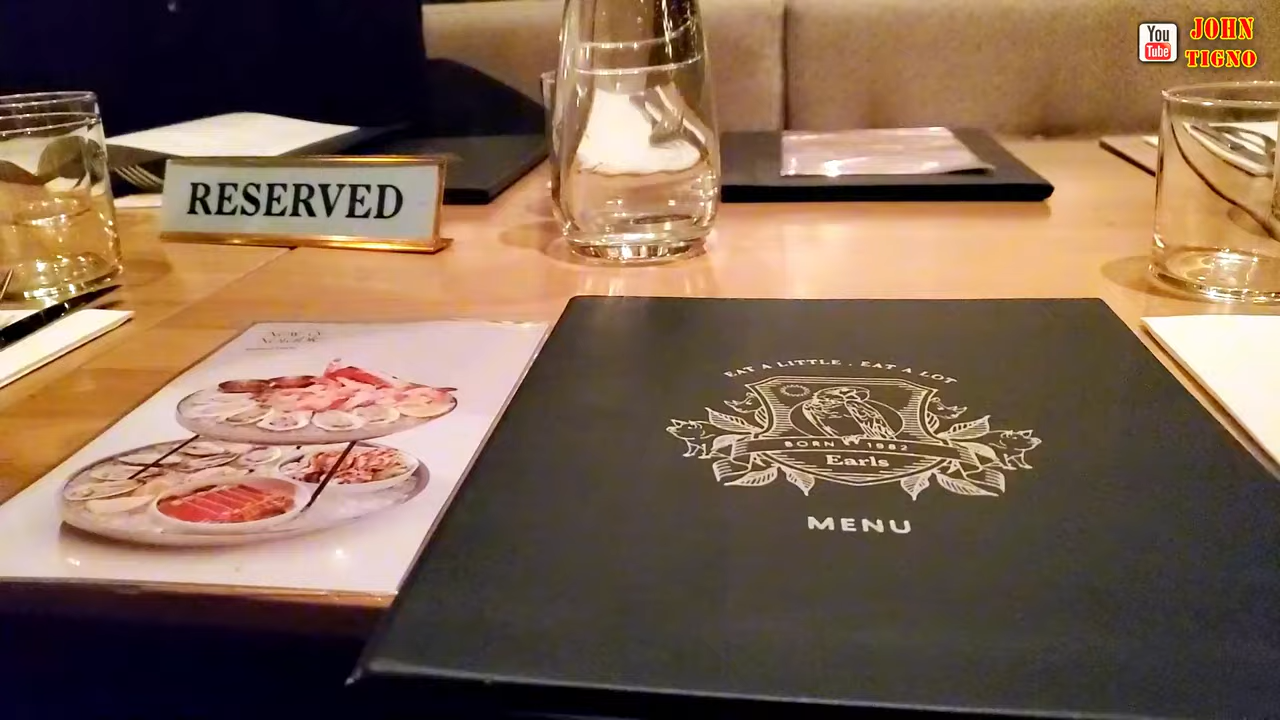 You
Tube
JOHN
TIGNO
RESERVED
EAT A LITTLE . EAT A LOT
BORN 1982
Earls
MENU